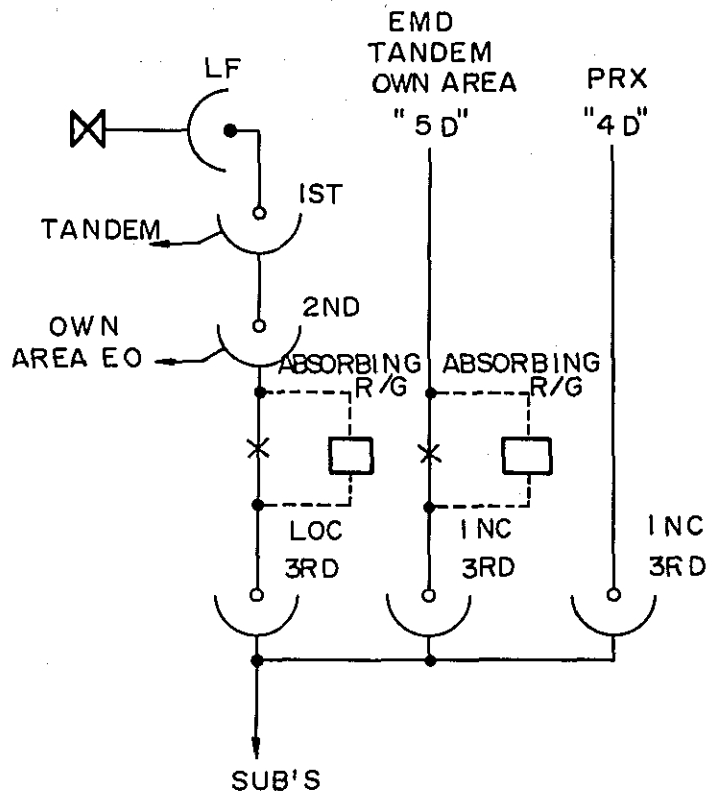 LF
EMD
TANDEM
OWN AREA
"5D"
PRX
"4D"
1ST
TANDEM
2ND
OWN
AREA EO
ABSORBING
R/G
ABSORBING
R/G
LOC
3RD
INC
3RD
INC
3RD
SUB'S